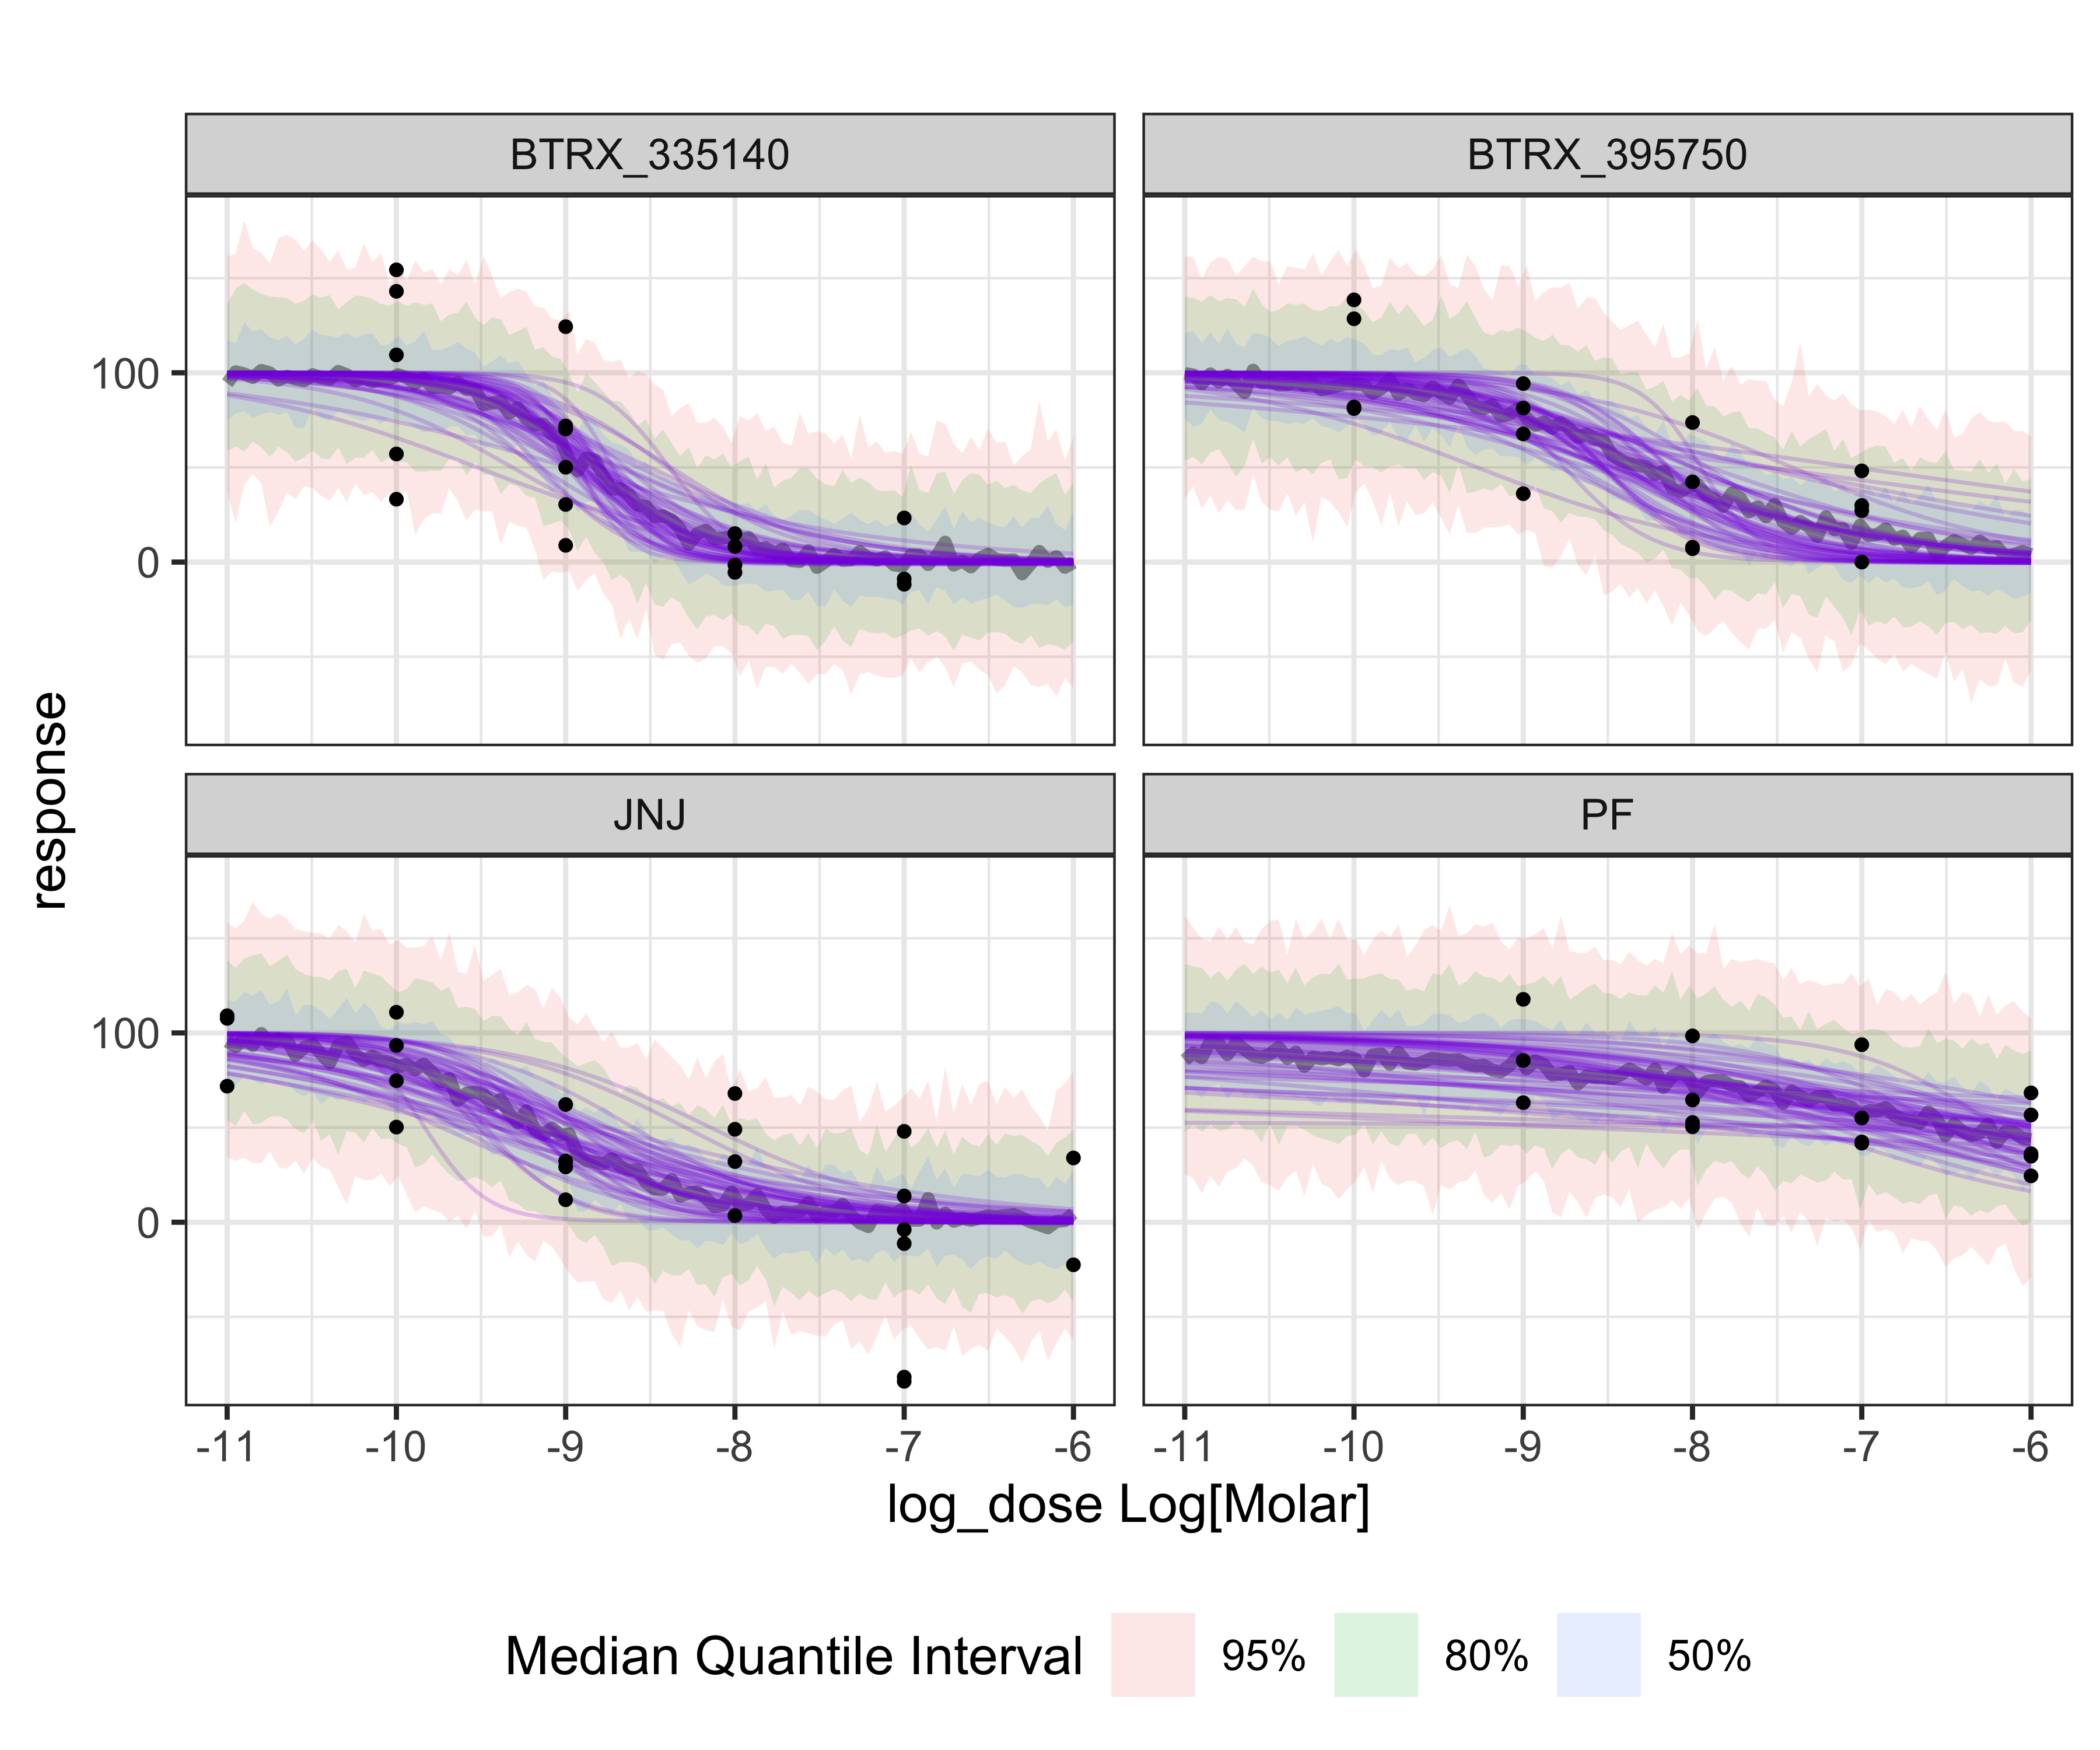 BTRX_335140
BTRX_395750
100
0
response
JNJ
PF
100
0
-11 -10 -9 -8 -7 -6 -11 -10 -9 -8 -7 -6
log_dose Log[Molar]
Median Quantile Interval 95% 80% 50%